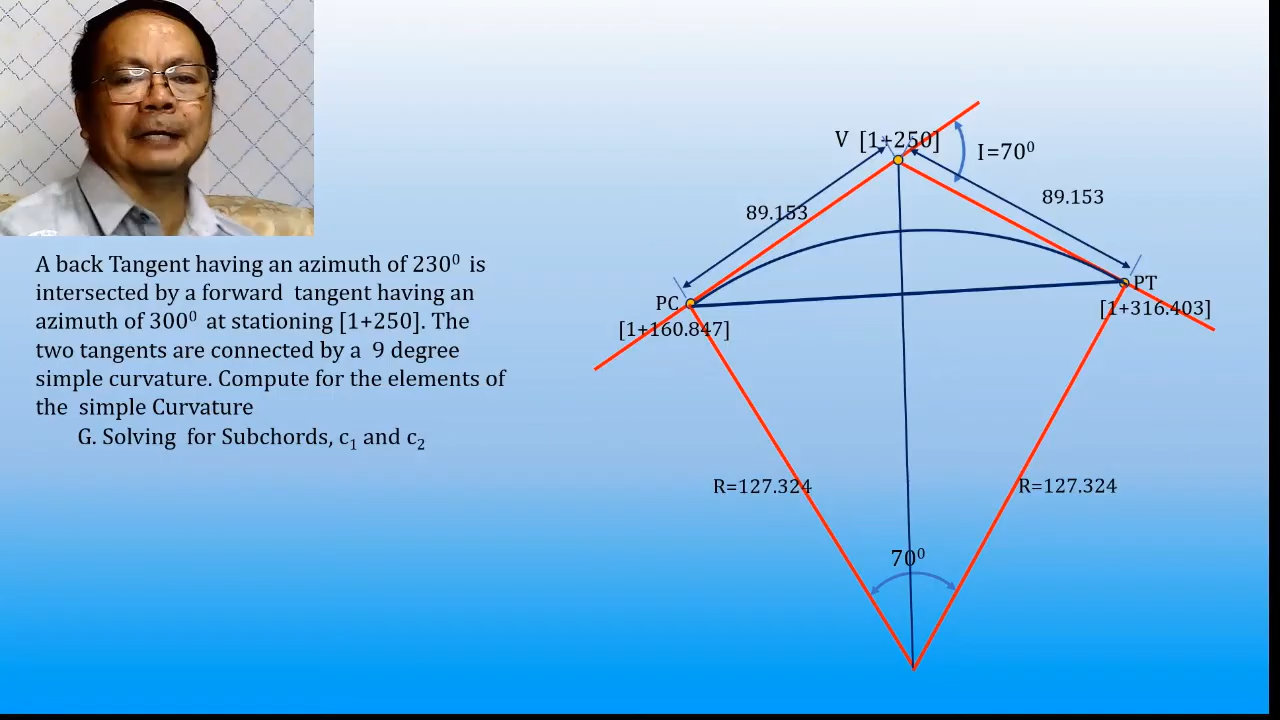 A back Tangent having an azimuth of 230⁰ is
intersected by a forward tangent having an
azimuth of 300⁰ at stationing [1+250]. The
two tangents are connected by a 9 degree
simple curvature. Compute for the elements of
the simple Curvature
G. Solving for Subchords, c₁ and c₂
V [1+250]
I=70⁰
89.153
89.153
PC
[1+160.847]
PT
[1+316.403]
R=127.324
R=127.324
70⁰